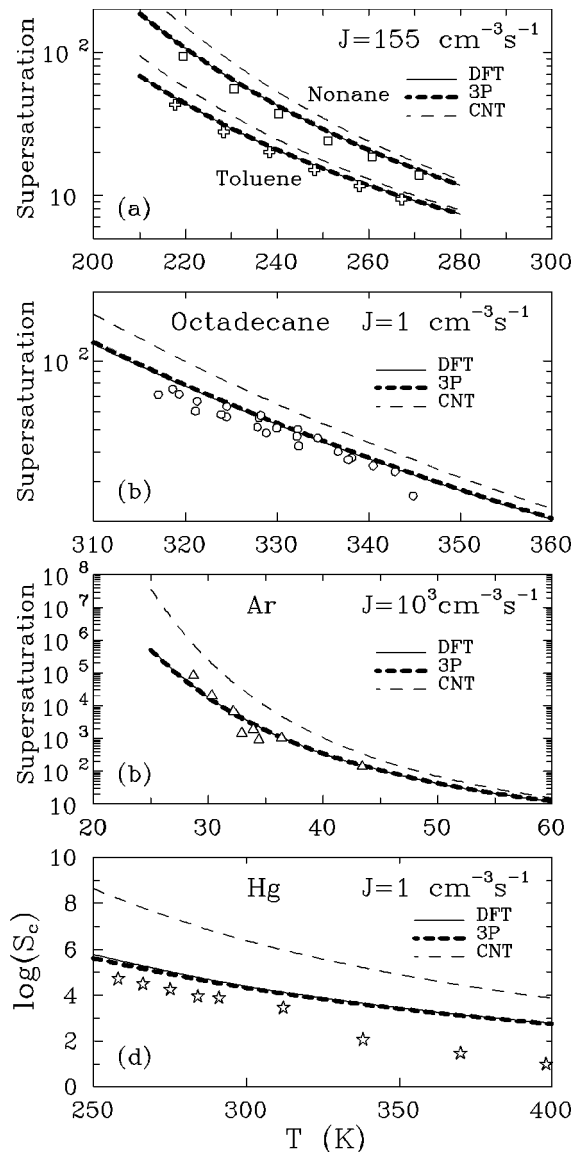 J=155 cm⁻³s⁻¹
DFT
3P
CNT
Nonane
Toluene
(a)
Supersaturation
10²
10
200 220 240 260 280 300
Octadecane J=1 cm⁻³s⁻¹
DFT
3P
CNT
(b)
Supersaturation
10²
310 320 330 340 350 360
Ar J=10³cm⁻³s⁻¹
DFT
3P
CNT
(b)
Supersaturation
10⁸
10⁷
10⁶
10⁵
10⁴
10³
10²
10
20 30 40 50 60
Hg J=1 cm⁻³s⁻¹
DFT
3P
CNT
(d)
log(S_c)
10
8
6
4
2
0
250 300 350 400
T (K)